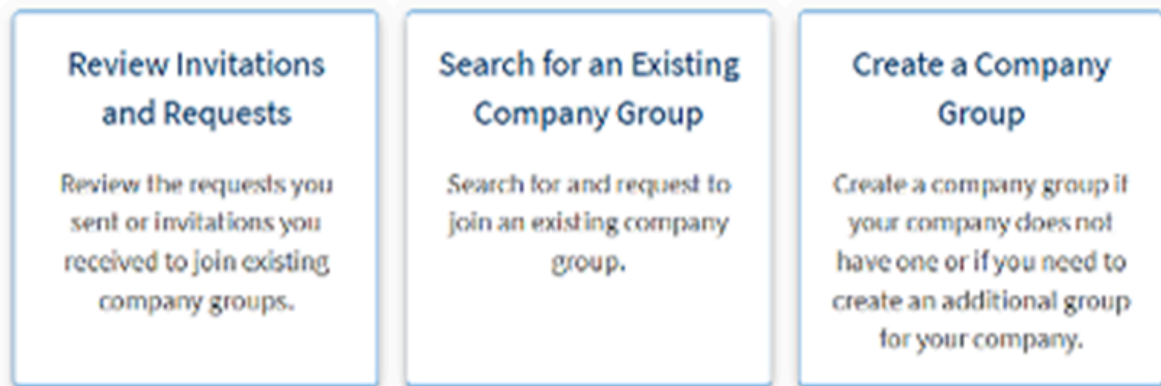 Review Invitations
and Requests
Review the requests you
sent or invitations you
received to join existing
company groups.
Search for an Existing
Company Group
Search for and request to
join an existing company
group.
Create a Company
Group
Create a company group if
your company does not
have one or if you need to
create an additional group
for your company.